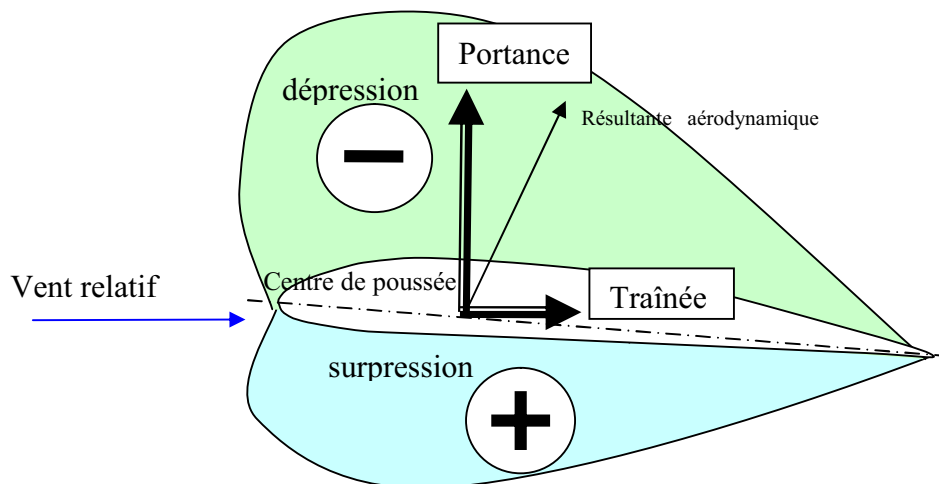 Portance
dépression
Résultante aérodynamique
−
Centre de poussée
Vent relatif
Traînée
surpression
+